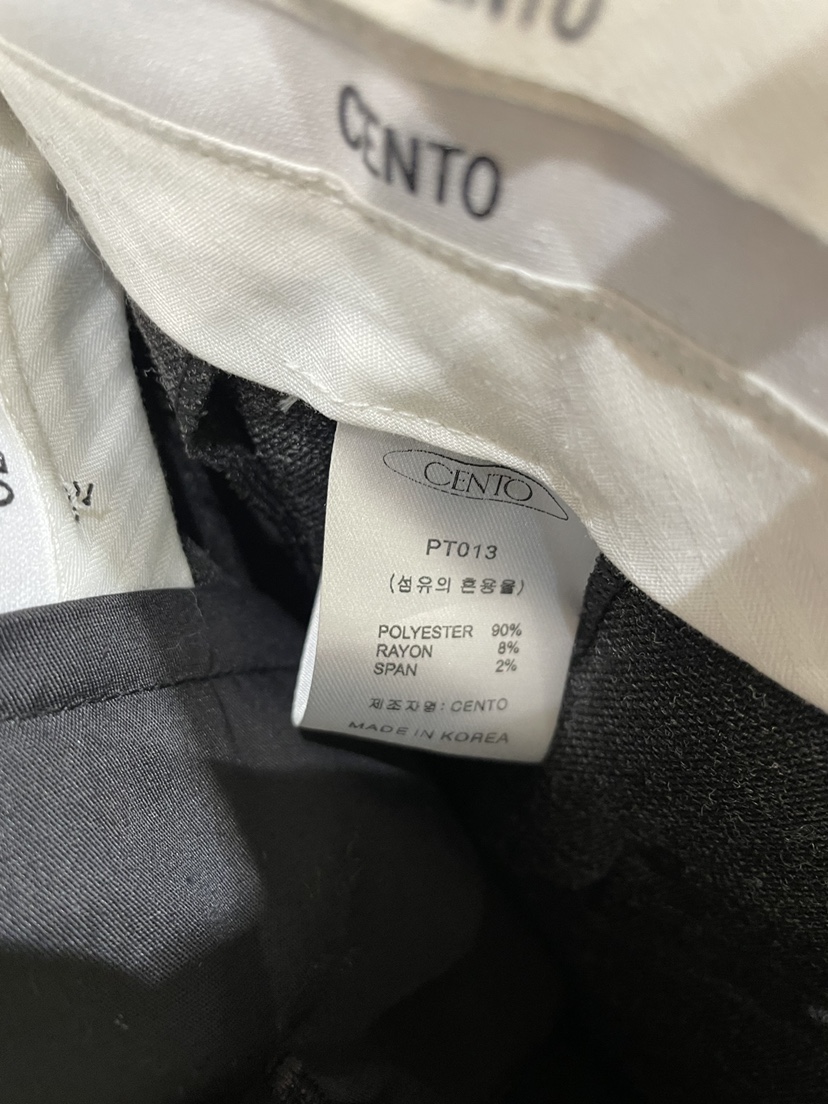 CENTO
CENTO
PT013
(섬유의 혼용율)
POLYESTER 90%
RAYON 8%
SPAN 2%
제조자명: CENTO
MADE IN KOREA